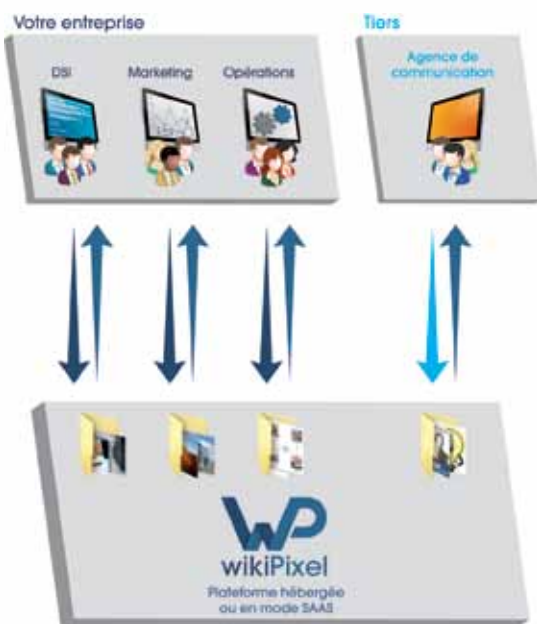 Votre entreprise
Tiers
DSI
Marketing
Opérations
Agence de
communication
WP
wikiPixel
Plateforme hébergée
ou en mode SAAS